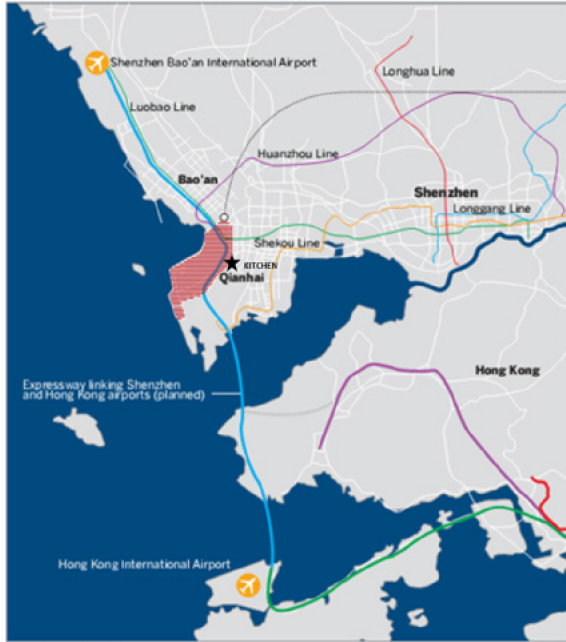 Shenzhen Bao'an International Airport
Longhua Line
Luobao Line
Huanzhou Line
Bao'an
Shenzhen
Longgang Line
Shekou Line
KITCHEN
Qianhai
Hong Kong
Expressway linking Shenzhen
and Hong Kong airports (planned)
Hong Kong International Airport